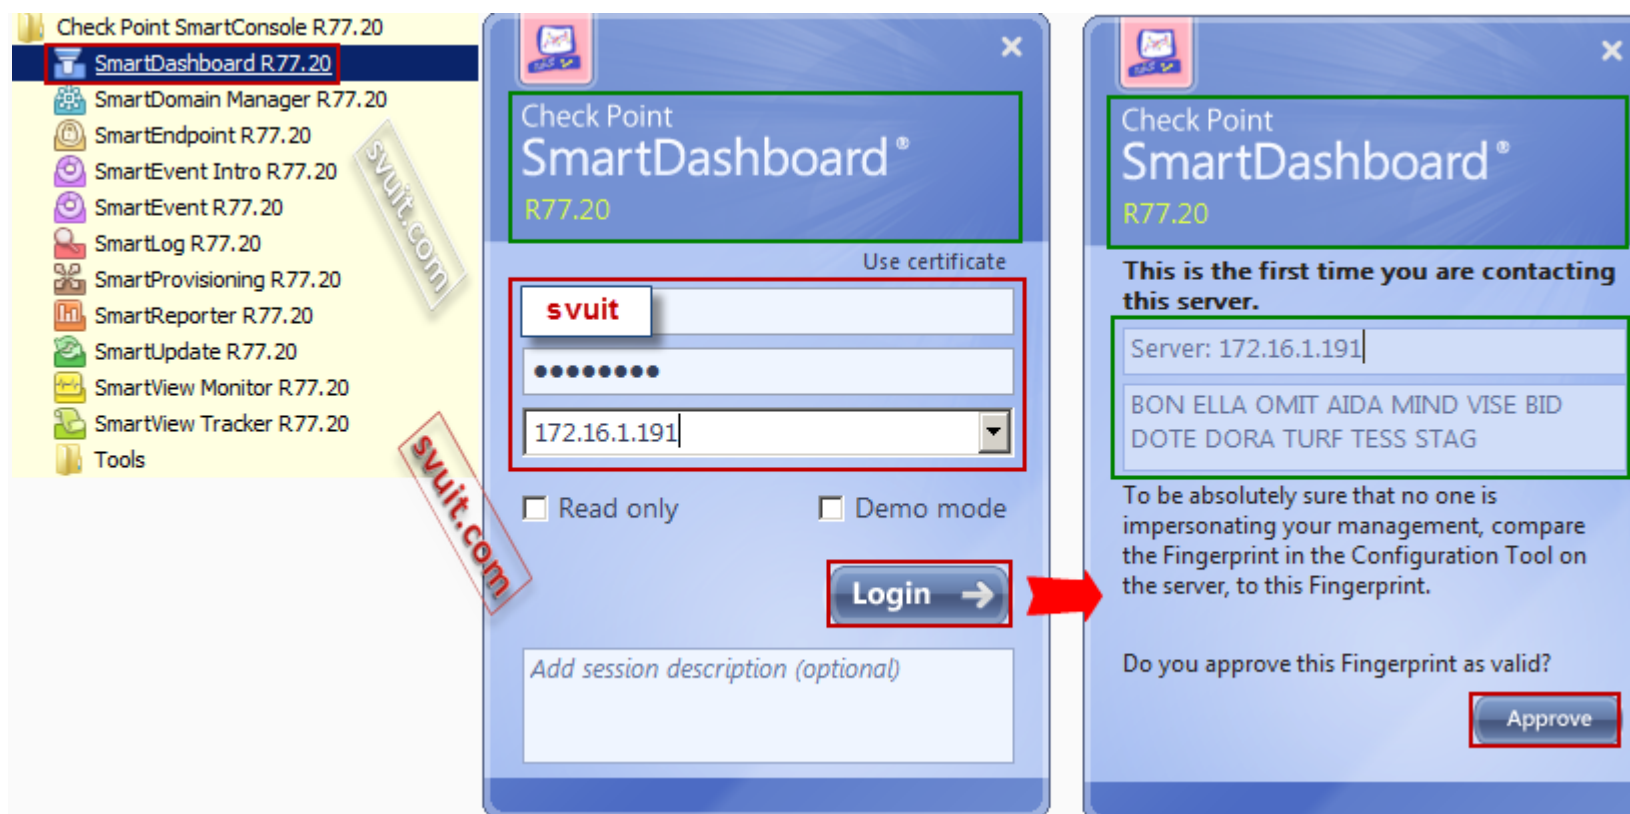 Check Point SmartConsole R77.20
SmartDashboard R77.20
SmartDomain Manager R77.20
SmartEndpoint R77.20
SmartEvent Intro R77.20
SmartEvent R77.20
SmartLog R77.20
SmartProvisioning R77.20
SmartReporter R77.20
SmartUpdate R77.20
SmartView Monitor R77.20
SmartView Tracker R77.20
Tools
svuit.com
svuit.com
Check Point
SmartDashboard®
R77.20
Use certificate
svuit
172.16.1.191
Read only
Demo mode
Login
Add session description (optional)
Check Point
SmartDashboard®
R77.20
This is the first time you are contacting
this server.
Server: 172.16.1.191
BON ELLA OMIT AIDA MIND VISE BID
DOTE DORA TURF TESS STAG
To be absolutely sure that no one is
impersonating your management, compare
the Fingerprint in the Configuration Tool on
the server, to this Fingerprint.
Do you approve this Fingerprint as valid?
Approve